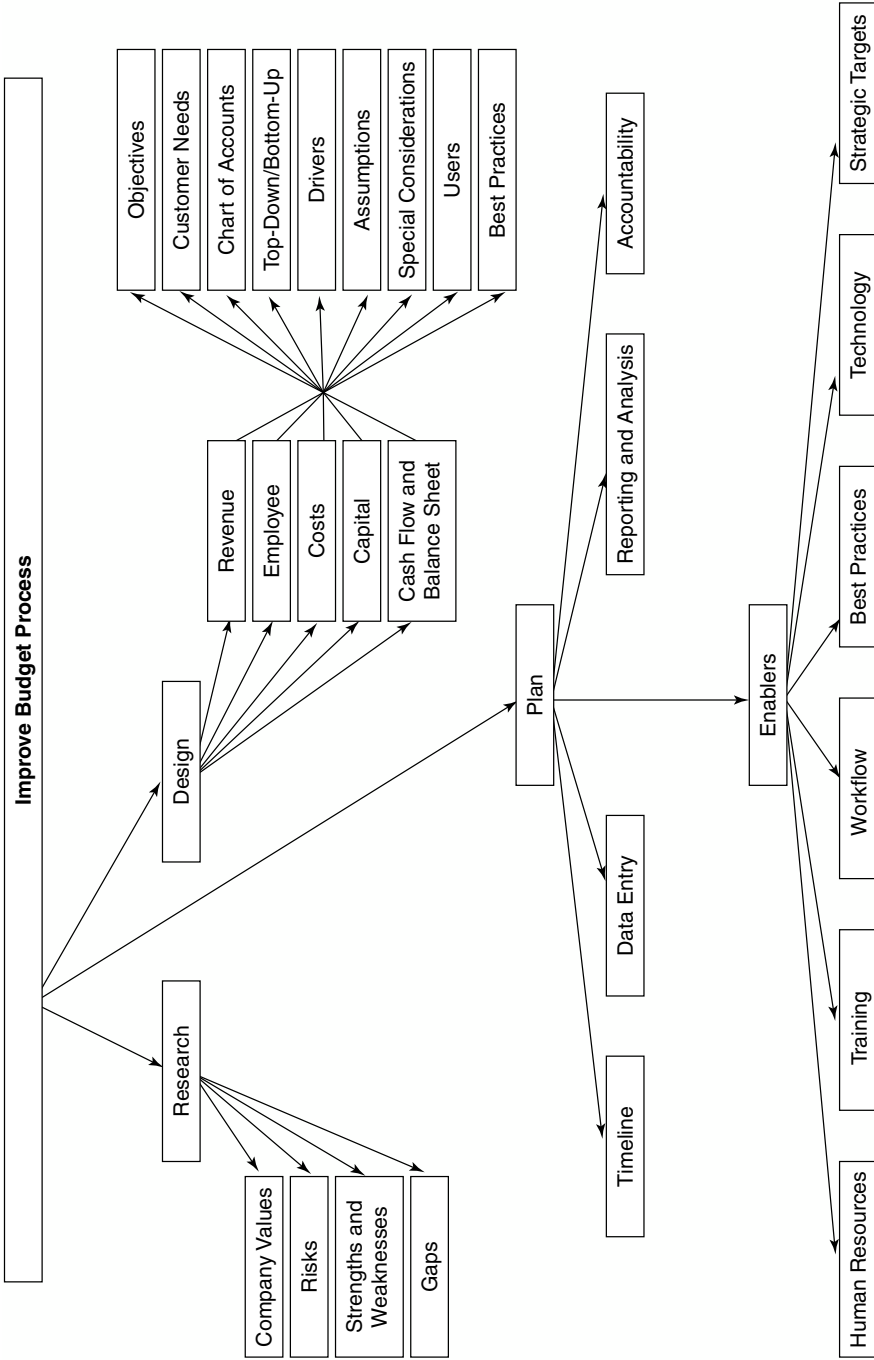 Improve Budget Process
Research
Company Values
Risks
Strengths and
Weaknesses
Gaps
Design
Revenue
Employee
Costs
Capital
Cash Flow and
Balance Sheet
Objectives
Customer Needs
Chart of Accounts
Top-Down/Bottom-Up
Drivers
Assumptions
Special Considerations
Users
Best Practices
Plan
Timeline
Data Entry
Reporting and Analysis
Accountability
Enablers
Human Resources
Training
Workflow
Best Practices
Technology
Strategic Targets